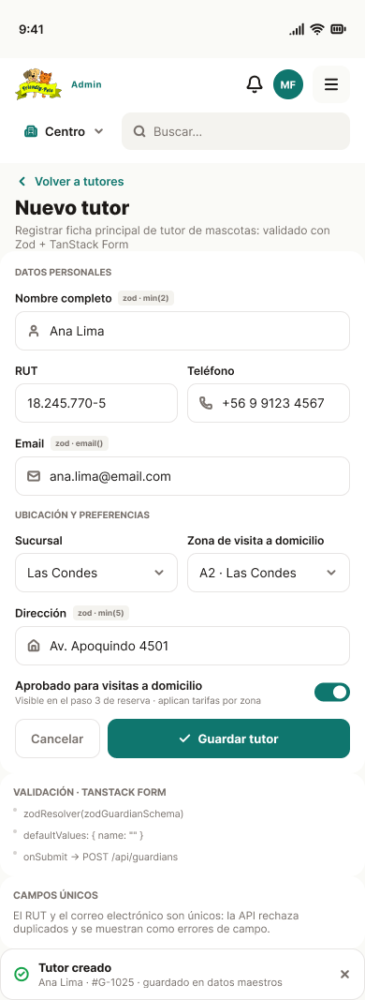 9:41
Friendly-Pets
Admin
MF
Centro
Buscar...
Volver a tutores
Nuevo tutor
Registrar ficha principal de tutor de mascotas: validado con
Zod + TanStack Form
DATOS PERSONALES
Nombre completo zod · min(2)
Ana Lima
RUT
Teléfono
18.245.770-5
+56 9 9123 4567
Email zod · email()
ana.lima@email.com
UBICACIÓN Y PREFERENCIAS
Sucursal
Zona de visita a domicilio
Las Condes
A2 · Las Condes
Dirección zod · min(5)
Av. Apoquindo 4501
Aprobado para visitas a domicilio
Visible en el paso 3 de reserva · aplican tarifas por zona
Cancelar
Guardar tutor
VALIDACIÓN · TANSTACK FORM
zodResolver(zodGuardianSchema)
defaultValues: { name: "" }
onSubmit → POST /api/guardians
CAMPOS ÚNICOS
El RUT y el correo electrónico son únicos: la API rechaza
duplicados y se muestran como errores de campo.
Tutor creado
Ana Lima · #G-1025 · guardado en datos maestros